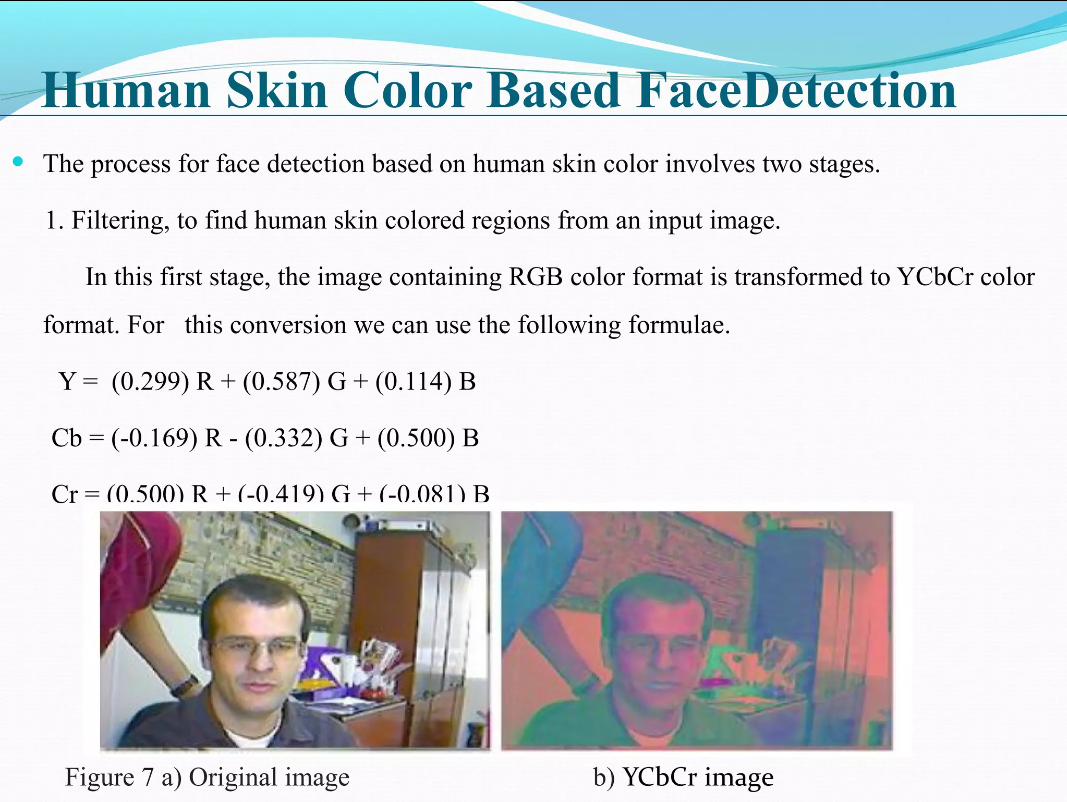 Human Skin Color Based FaceDetection
The process for face detection based on human skin color involves two stages.
1. Filtering, to find human skin colored regions from an input image.
In this first stage, the image containing RGB color format is transformed to YCbCr color
format. For this conversion we can use the following formulae.
Y = (0.299) R + (0.587) G + (0.114) B
Cb = (-0.169) R - (0.332) G + (0.500) B
Cr = (0.500) R + (-0.419) G + (-0.081) B
Figure 7 a) Original image b) YCbCr image